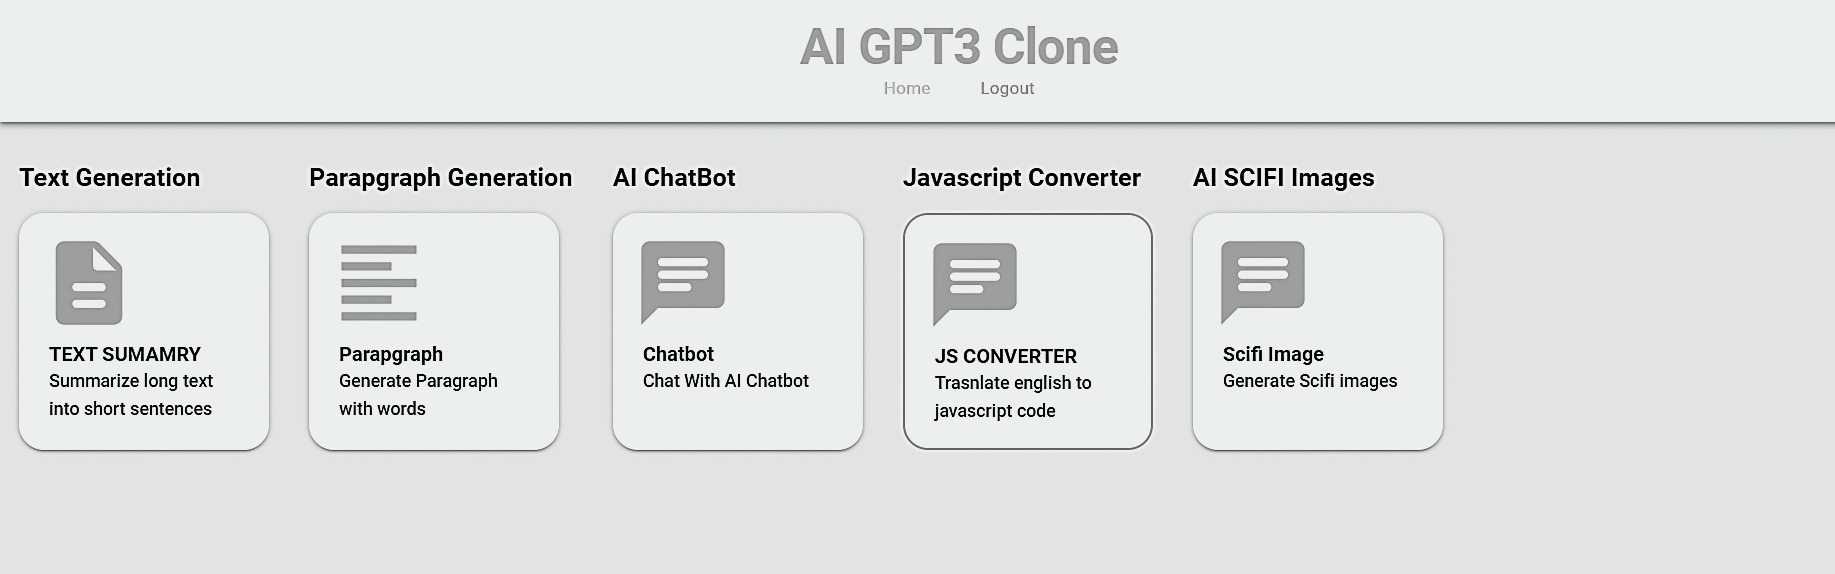 AI GPT3 Clone
Home Logout
Text Generation
TEXT SUMAMRY
Summarize long text
into short sentences
Parapgraph Generation
Parapgraph
Generate Paragraph
with words
AI ChatBot
Chatbot
Chat With AI Chatbot
Javascript Converter
JS CONVERTER
Trasnlate english to
javascript code
AI SCIFI Images
Scifi Image
Generate Scifi images